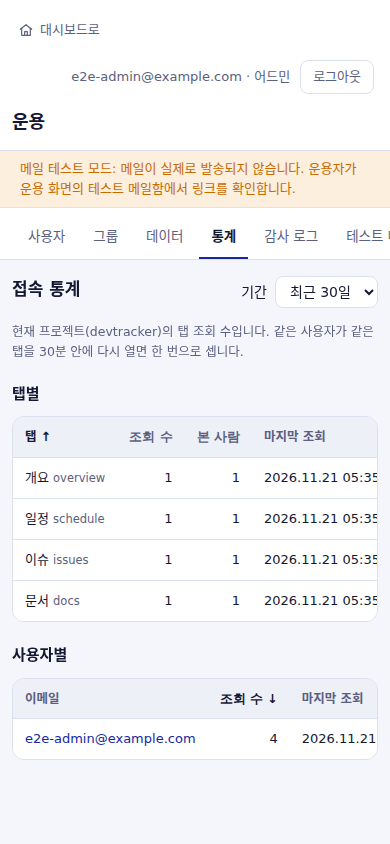 대시보드로
e2e-admin@example.com · 어드민
로그아웃
운용
메일 테스트 모드: 메일이 실제로 발송되지 않습니다. 운용자가
운용 화면의 테스트 메일함에서 링크를 확인합니다.
사용자 그룹 데이터 통계 감사 로그 테스트
접속 통계
기간 최근 30일
현재 프로젝트(devtracker)의 탭 조회 수입니다. 같은 사용자가 같은
탭을 30분 안에 다시 열면 한 번으로 셉니다.
탭별
탭 ↑ 조회 수 본 사람 마지막 조회
개요 overview 1 1 2026.11.21 05:35
일정 schedule 1 1 2026.11.21 05:35
이슈 issues 1 1 2026.11.21 05:35
문서 docs 1 1 2026.11.21 05:35
사용자별
이메일 조회 수 ↓ 마지막 조회
e2e-admin@example.com 4 2026.11.21